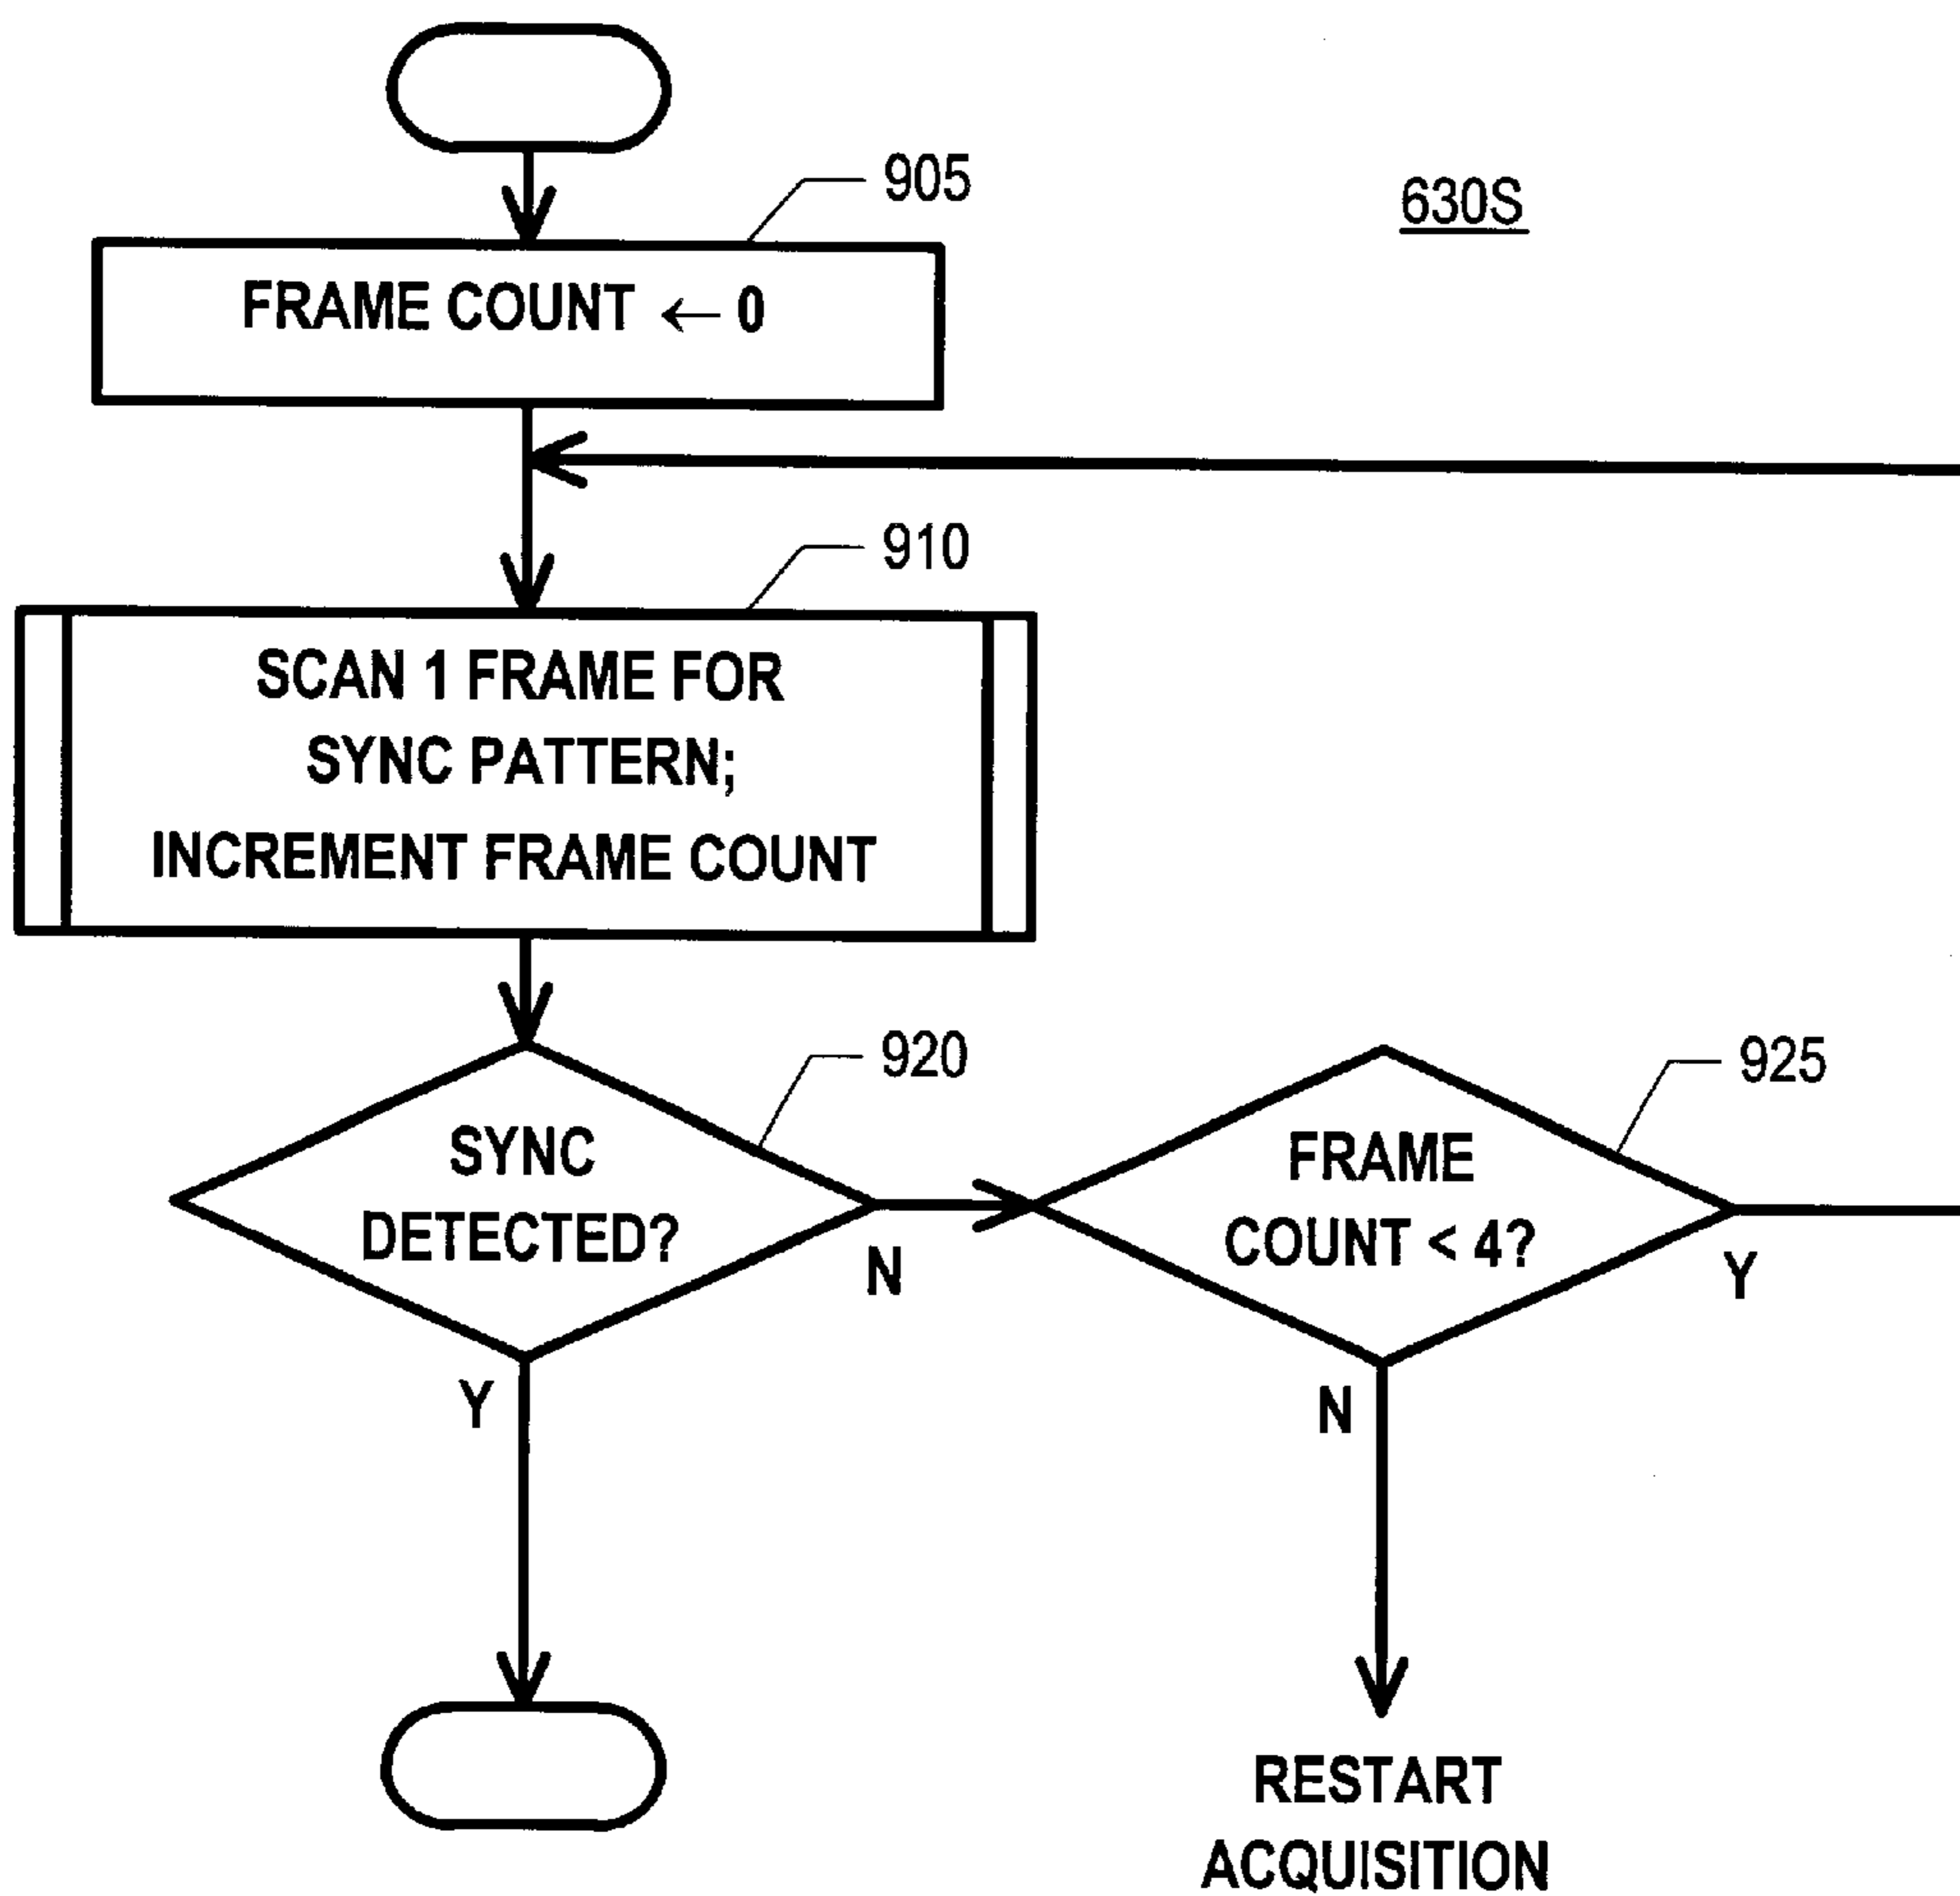 905
630S
FRAME COUNT ← 0
910
SCAN 1 FRAME FOR
SYNC PATTERN;
INCREMENT FRAME COUNT
920
925
SYNC
DETECTED?
N
Y
FRAME
COUNT < 4?
Y
N
RESTART
ACQUISITION